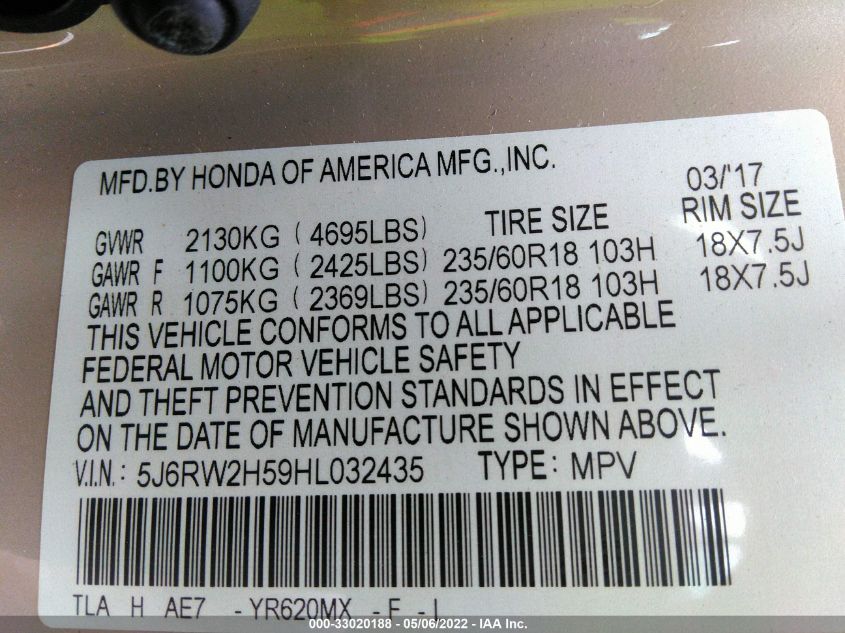 MFD.BY HONDA OF AMERICA MFG.,INC. 03/'17
GVWR 2130KG ( 4695LBS) TIRE SIZE RIM SIZE
GAWR F 1100KG ( 2425LBS) 235/60R18 103H 18X7.5J
GAWR R 1075KG ( 2369LBS) 235/60R18 103H 18X7.5J
THIS VEHICLE CONFORMS TO ALL APPLICABLE
FEDERAL MOTOR VEHICLE SAFETY
AND THEFT PREVENTION STANDARDS IN EFFECT
ON THE DATE OF MANUFACTURE SHOWN ABOVE.
V.I.N.: 5J6RW2H59HL032435 TYPE: MPV
TLA H AE7 - YR620MX - F -
000-33020188 - 05/06/2022 - IAA Inc.